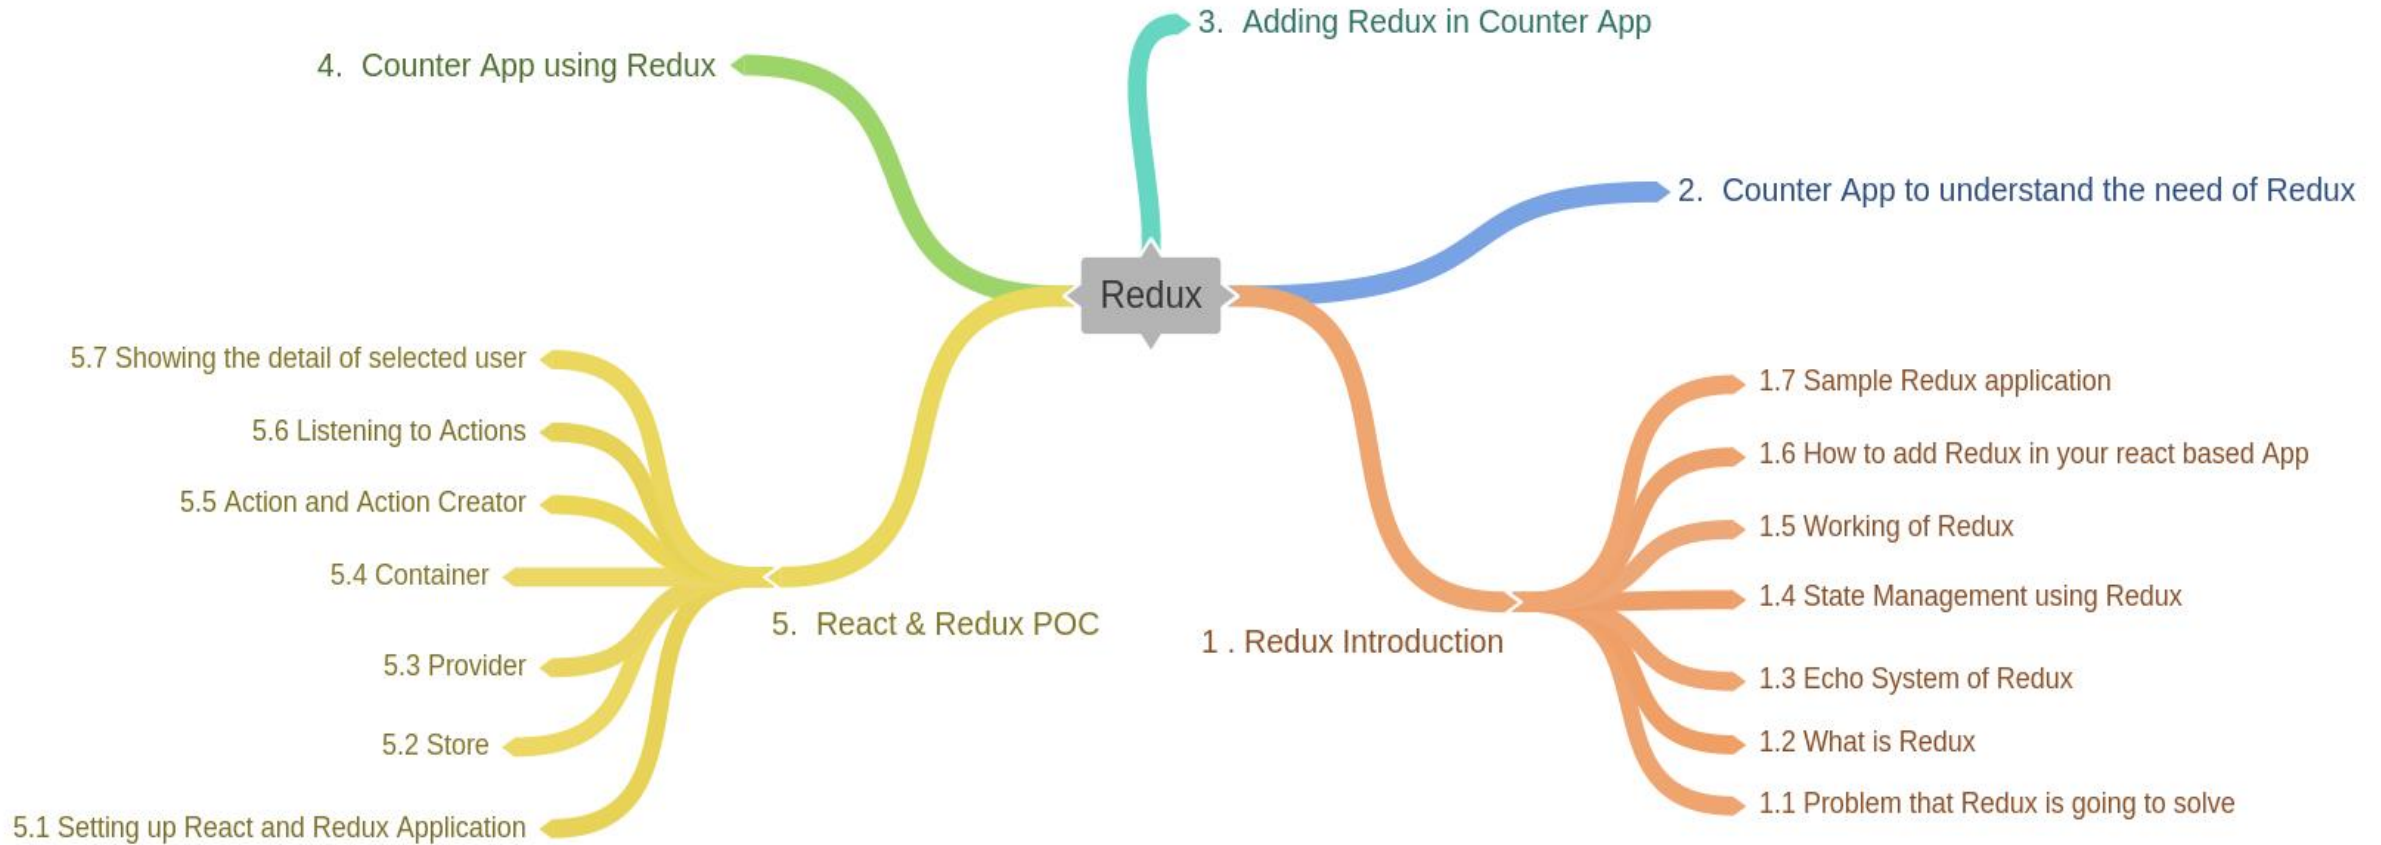 3. Adding Redux in Counter App
4. Counter App using Redux
2. Counter App to understand the need of Redux
Redux
5.7 Showing the detail of selected user
5.6 Listening to Actions
5.5 Action and Action Creator
5.4 Container
5. React & Redux POC
5.3 Provider
5.2 Store
5.1 Setting up React and Redux Application
1.7 Sample Redux application
1.6 How to add Redux in your react based App
1.5 Working of Redux
1.4 State Management using Redux
1 . Redux Introduction
1.3 Echo System of Redux
1.2 What is Redux
1.1 Problem that Redux is going to solve